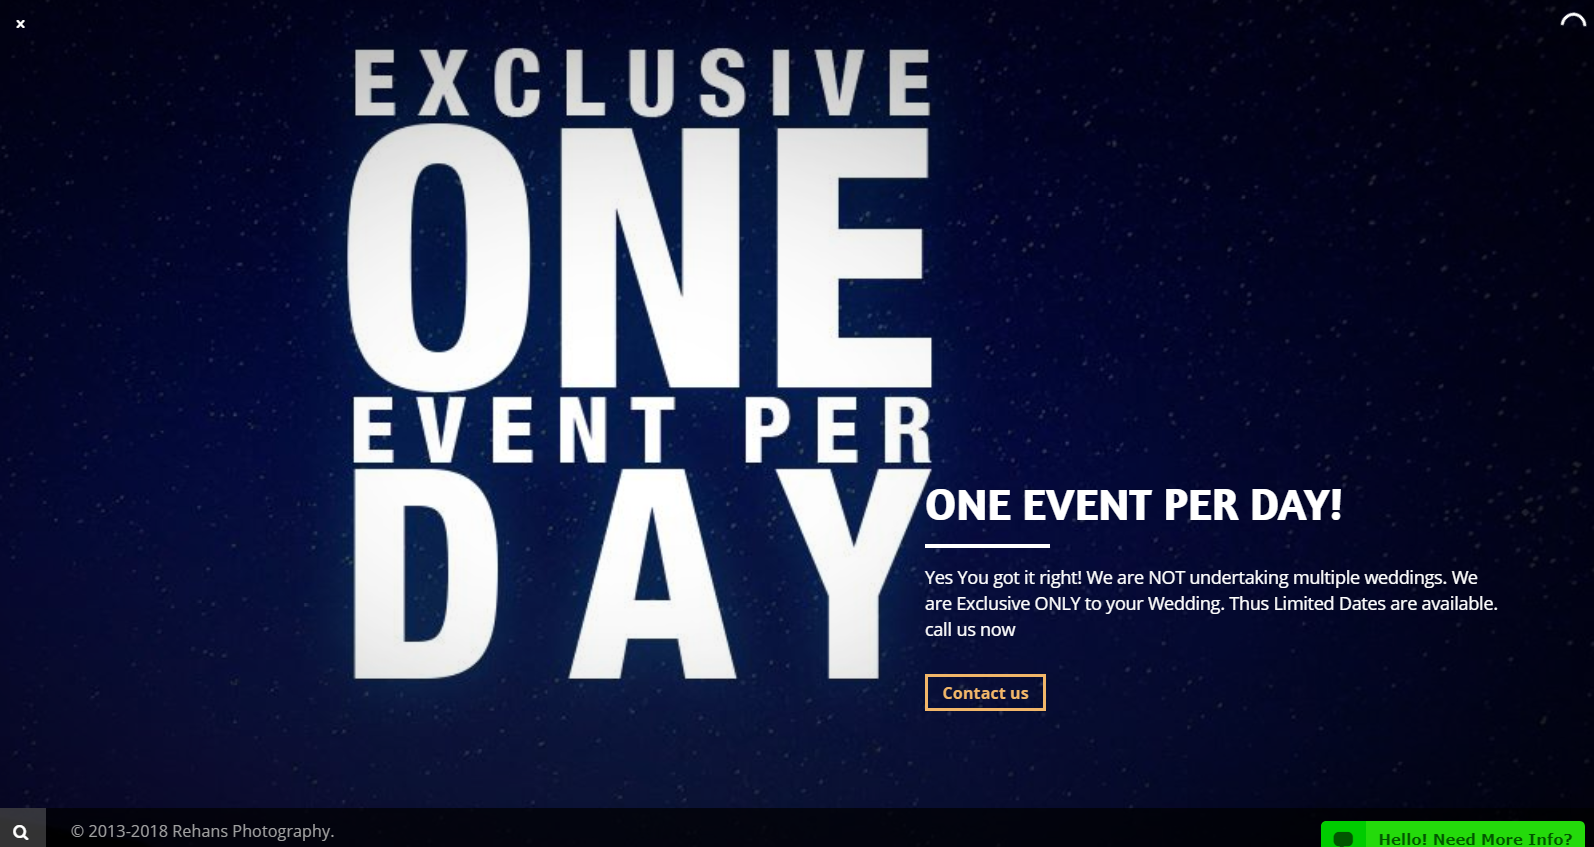 x
EXCLUSIVE
ONE
EVENT PER
DAY
ONE EVENT PER DAY!
Yes You got it right! We are NOT undertaking multiple weddings. We
are Exclusive ONLY to your Wedding. Thus Limited Dates are available.
call us now
Contact us
© 2013-2018 Rehans Photography.
Hello! Need More Info?